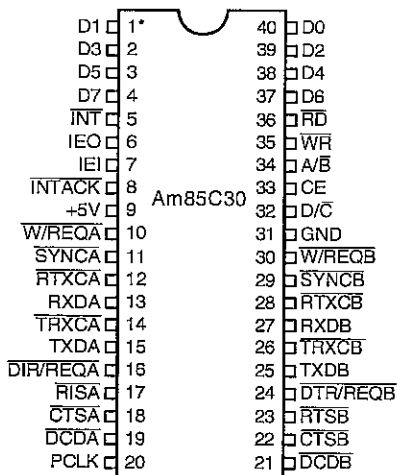 D1 1* 40 D0
D3 2 39 D2
D5 3 38 D4
D7 4 37 D6
INT 5 36 RD
IEO 6 35 WR
IEI 7 34 A/B
INTACK 8 33 CE
Am85C30
+5V 9 32 D/C
W/REQA 10 31 GND
SYNCA 11 30 W/REQB
RTXCA 12 29 SYNCB
RXDA 13 28 RTXCB
TRXCA 14 27 RXDB
TXDA 15 26 TRXCB
DIR/REQA 16 25 TXDB
RISA 17 24 DTR/REQB
CTSA 18 23 RTSB
DCDA 19 22 CTSB
PCLK 20 21 DCDB